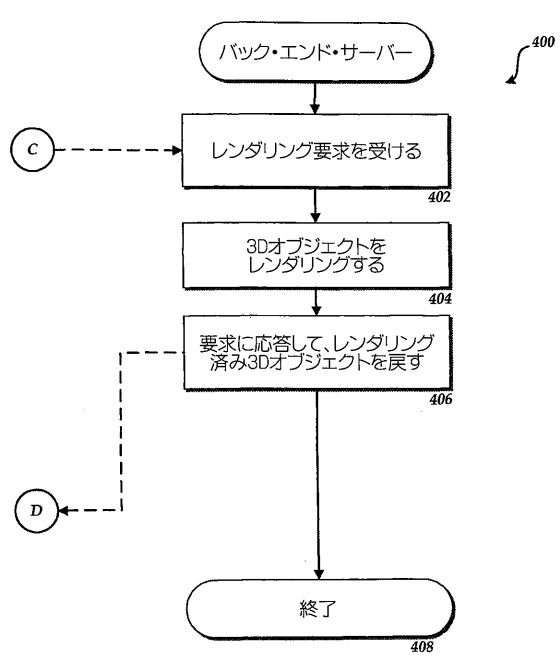 バック・エンド・サーバー
400
C
レンダリング要求を受ける
402
3Dオブジェクトを
レンダリングする
404
要求に応答して、レンダリング
済み3Dオブジェクトを戻す
406
D
終了
408